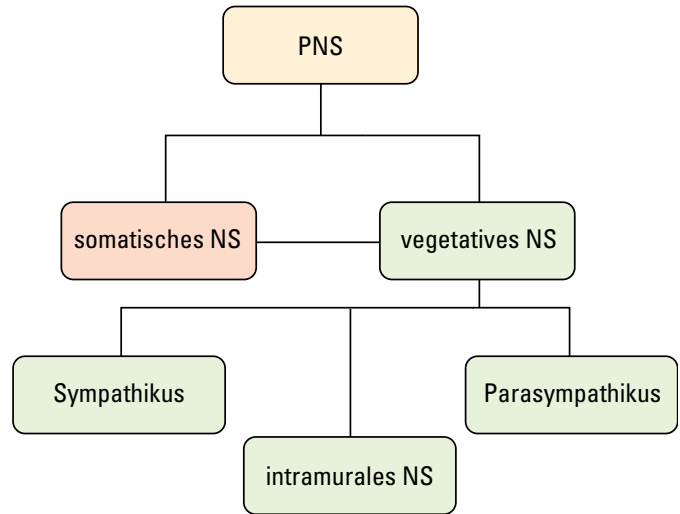 PNS
somatisches NS
vegetatives NS
Sympathikus
Parasympathikus
intramurales NS